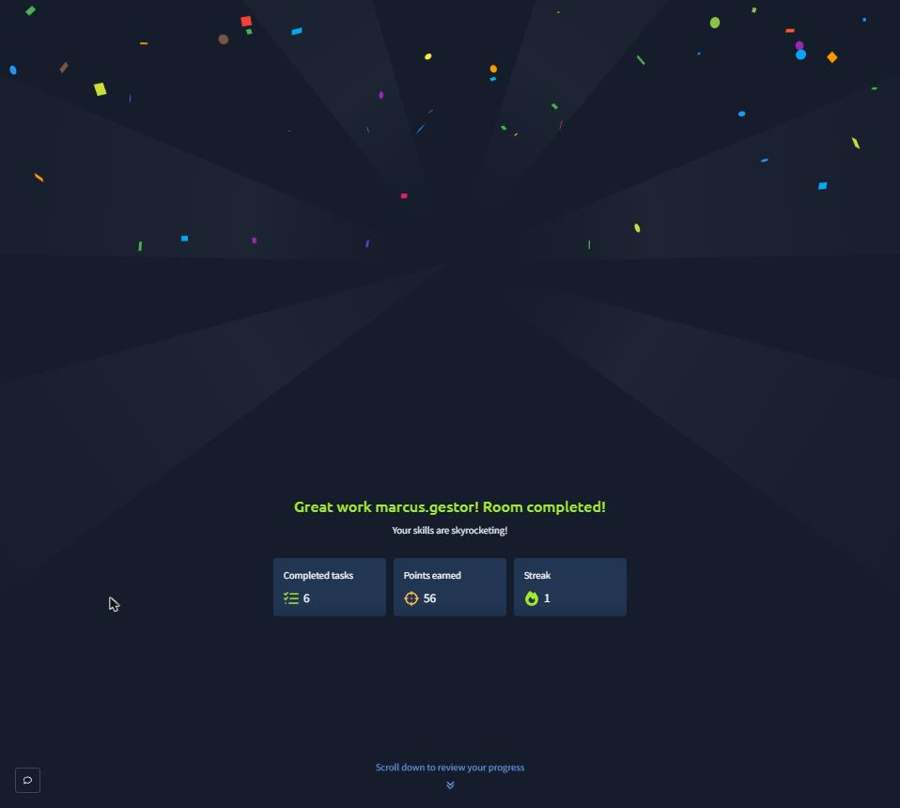 Great work marcus.gestor! Room completed!
Your skills are skyrocketing!
Completed tasks
6
Points earned
56
Streak
1
Scroll down to review your progress